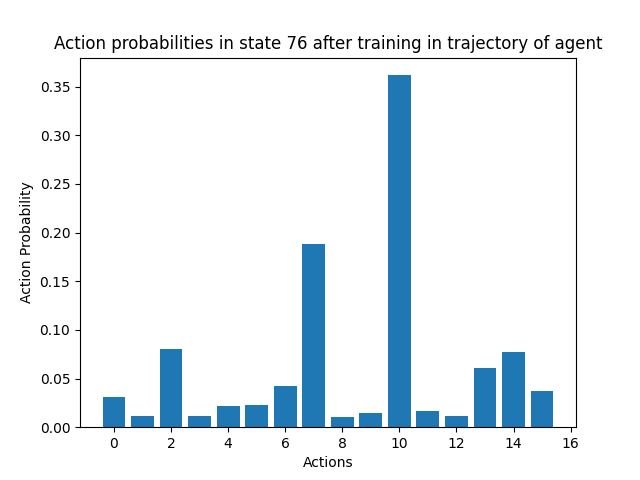 Action probabilities in state 76 after training in trajectory of agent
0.35
0.30
0.25
0.20
0.15
0.10
0.05
0.00
Action Probability
0 2 4 6 8 10 12 14 16
Actions